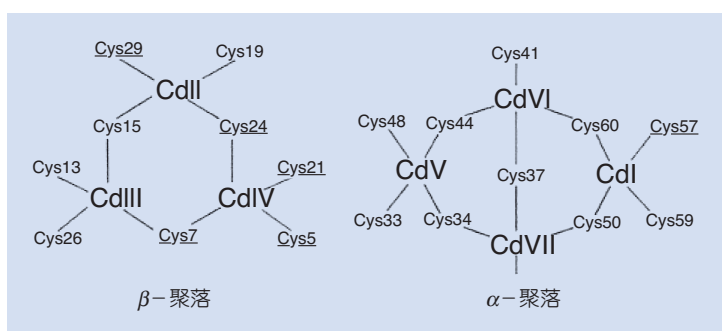 Cys29 Cys19
CdII
Cys15 Cys24
Cys13 Cys21
CdIII CdIV
Cys26 Cys7 Cys5
β-聚落
Cys41
CdVI
Cys48 Cys44 Cys60 Cys57
CdV Cys37 CdI
Cys33 Cys34 Cys50 Cys59
CdVII
α-聚落